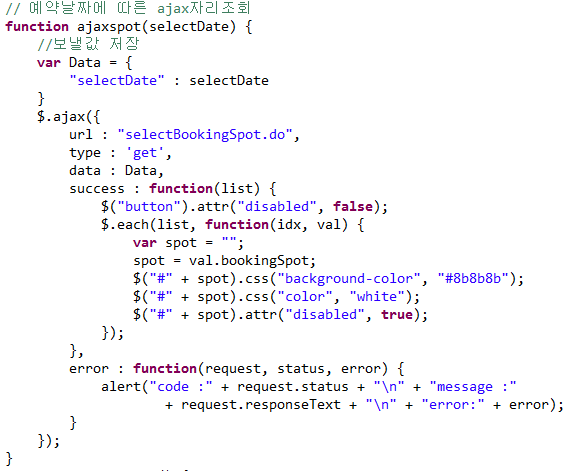 // 예약날짜에 따른 ajax자리조회
function ajaxspot(selectDate) {
    //보낼값 저장
    var Data = {
        "selectDate" : selectDate
    }
    $.ajax({
        url : "selectBookingSpot.do",
        type : 'get',
        data : Data,
        success : function(list) {
            $("button").attr("disabled", false);
            $.each(list, function(idx, val) {
                var spot = "";
                spot = val.bookingSpot;
                $("#" + spot).css("background-color", "#8b8b8b");
                $("#" + spot).css("color", "white");
                $("#" + spot).attr("disabled", true);
            });
        },
        error : function(request, status, error) {
            alert("code :" + request.status + "\n" + "message :"
                    + request.responseText + "\n" + "error:" + error);
        }
    });
}